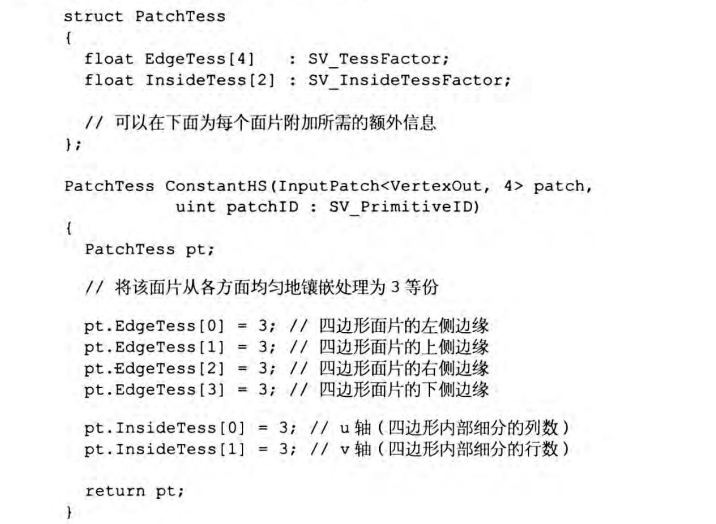 struct PatchTess
{
float EdgeTess[4] : SV_TessFactor;
float InsideTess[2] : SV_InsideTessFactor;
// 可以在下面为每个面片附加所需的额外信息
};
PatchTess ConstantHS(InputPatch<VertexOut, 4> patch,
uint patchID : SV_PrimitiveID)
{
PatchTess pt;
// 将该面片从各方面均匀地镶嵌处理为 3 等份
pt.EdgeTess[0] = 3; // 四边形面片的左侧边缘
pt.EdgeTess[1] = 3; // 四边形面片的上侧边缘
pt.EdgeTess[2] = 3; // 四边形面片的右侧边缘
pt.EdgeTess[3] = 3; // 四边形面片的下侧边缘
pt.InsideTess[0] = 3; // u 轴 (四边形内部细分的列数)
pt.InsideTess[1] = 3; // v 轴 (四边形内部细分的行数)
return pt;
}